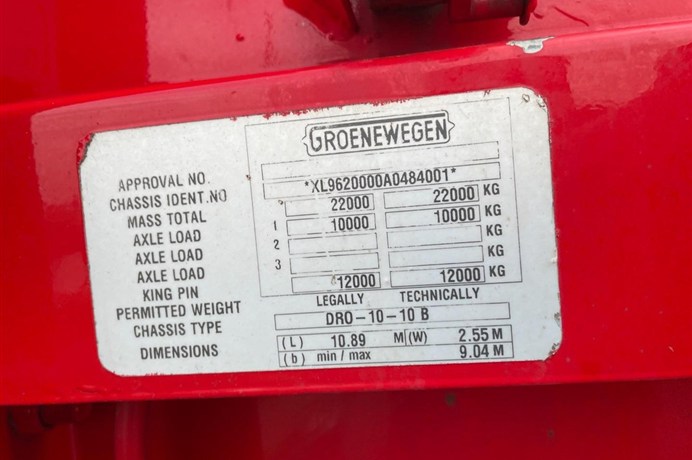 GROENEWEGEN
APPROVAL NO.
CHASSIS IDENT.NO *XL9620000A0484001*
MASS TOTAL 22000 22000 KG
AXLE LOAD 1 10000 10000 KG
AXLE LOAD 2 KG
AXLE LOAD 3 KG
KING PIN 12000 12000 KG
PERMITTED WEIGHT LEGALLY TECHNICALLY
CHASSIS TYPE DRO-10-10 B
DIMENSIONS (L) 10.89 M (W) 2.55 M
(b) min / max 9.04 M